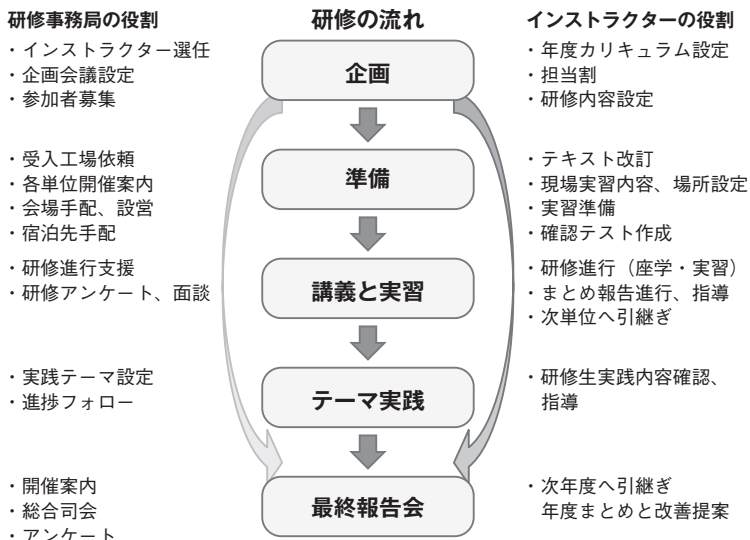 研修事務局の役割
・インストラクター選任
・企画会議設定
・参加者募集
・受入工場依頼
・各単位開催案内
・会場手配、設営
・宿泊先手配
・研修進行支援
・研修アンケート、面談
・実践テーマ設定
・進捗フォロー
・開催案内
・総合司会
・アンケート
研修の流れ
企画
準備
講義と実習
テーマ実践
最終報告会
インストラクターの役割
・年度カリキュラム設定
・担当割
・研修内容設定
・テキスト改訂
・現場実習内容、場所設定
・実習準備
・確認テスト作成
・研修進行（座学・実習）
・まとめ報告進行、指導
・次単位へ引継ぎ
・研修生実践内容確認、
指導
・次年度へ引継ぎ
年度まとめと改善提案